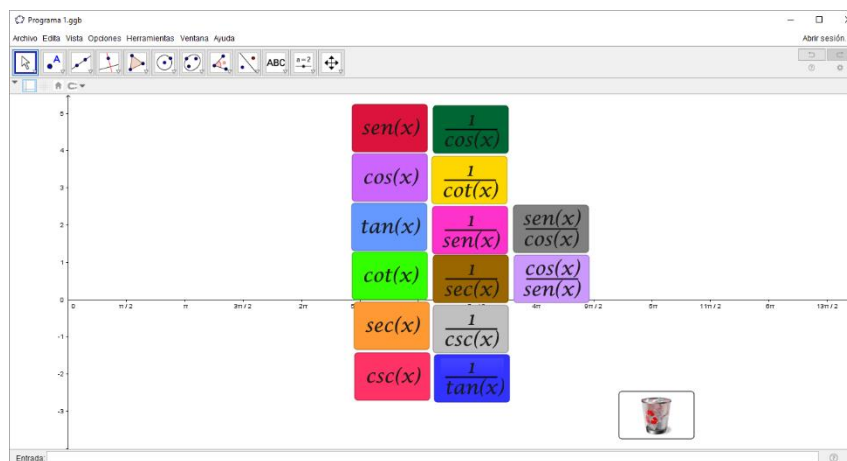 Programa 1.ggb
Archivo Edita Vista Opciones Herramientas Ventana Ayuda
Abrir sesión.
A
ABC
a=2
5
4
3
2
1
0
-1
-2
-3
0 π/2 π 3π/2 2π 4π 9π/2 5π 11π/2 6π 13π/2
sen(x) 1/cos(x)
cos(x) 1/cot(x)
tan(x) 1/sen(x) sen(x)/cos(x)
cot(x) 1/sec(x) cos(x)/sen(x)
sec(x) 1/csc(x)
csc(x) 1/tan(x)
Entrada: